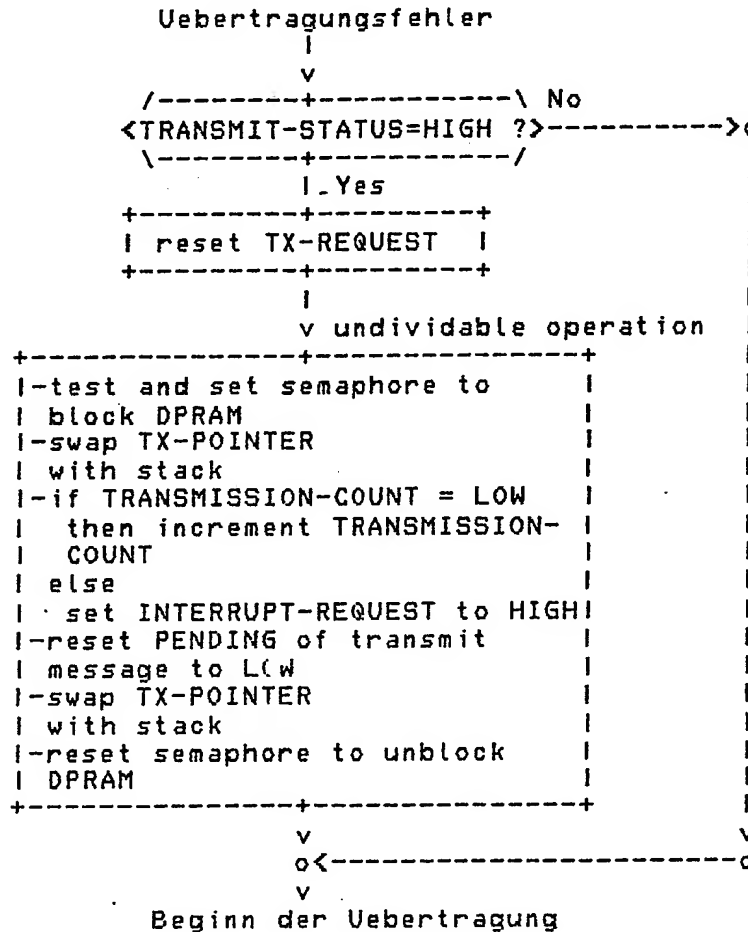 Uebertragungsfehler
No
TRANSMIT-STATUS=HIGH ?
Yes
reset TX-REQUEST
undividable operation
-test and set semaphore to
block DPRAM
-swap TX-POINTER
with stack
-if TRANSMISSION-COUNT = LOW
then increment TRANSMISSION-
COUNT
else
set INTERRUPT-REQUEST to HIGH
-reset PENDING of transmit
message to LOW
-swap TX-POINTER
with stack
-reset semaphore to unblock
DPRAM
Beginn der Uebertragung